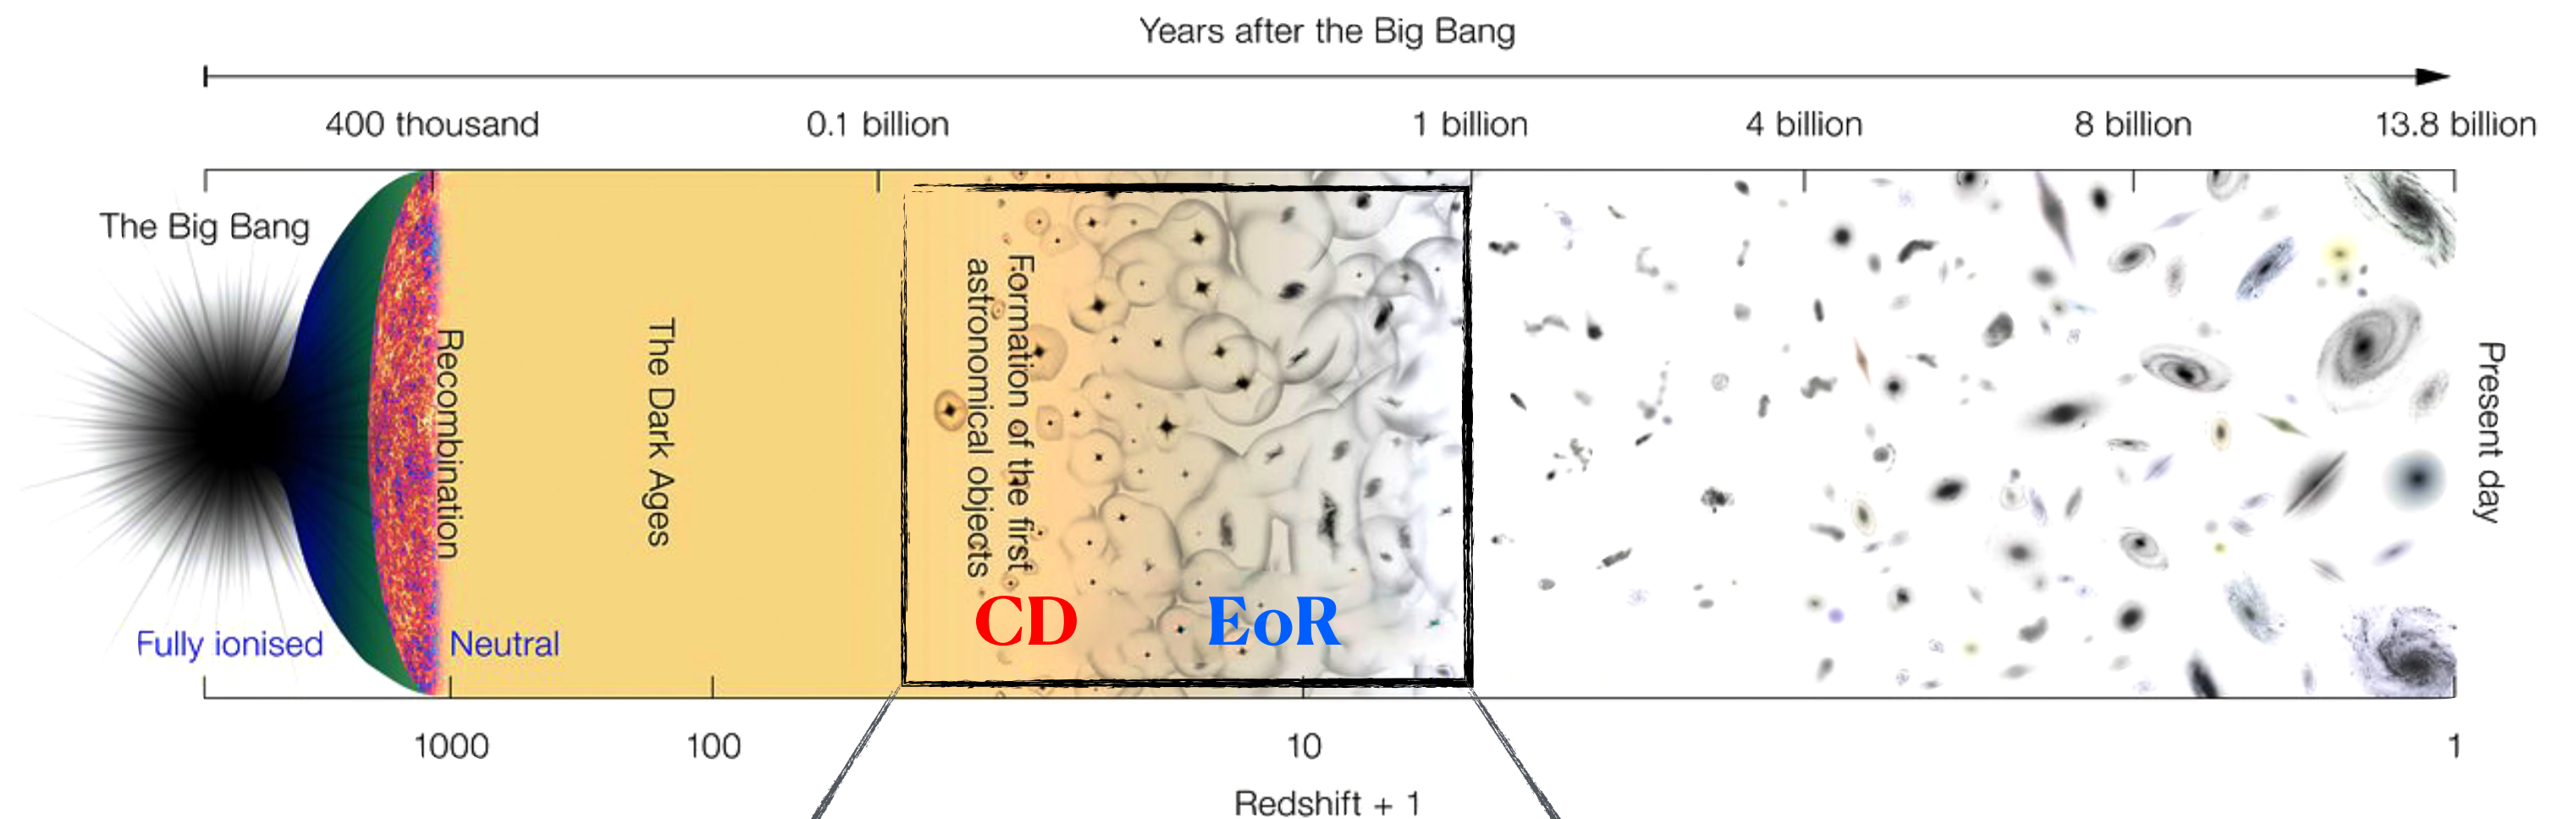 Years after the Big Bang
400 thousand
0.1 billion
1 billion
4 billion
8 billion
13.8 billion
The Big Bang
Fully ionised
Recombination
Neutral
The Dark Ages
Formation of the first
astronomical objects
CD
EoR
Present day
1000
100
10
1
Redshift + 1